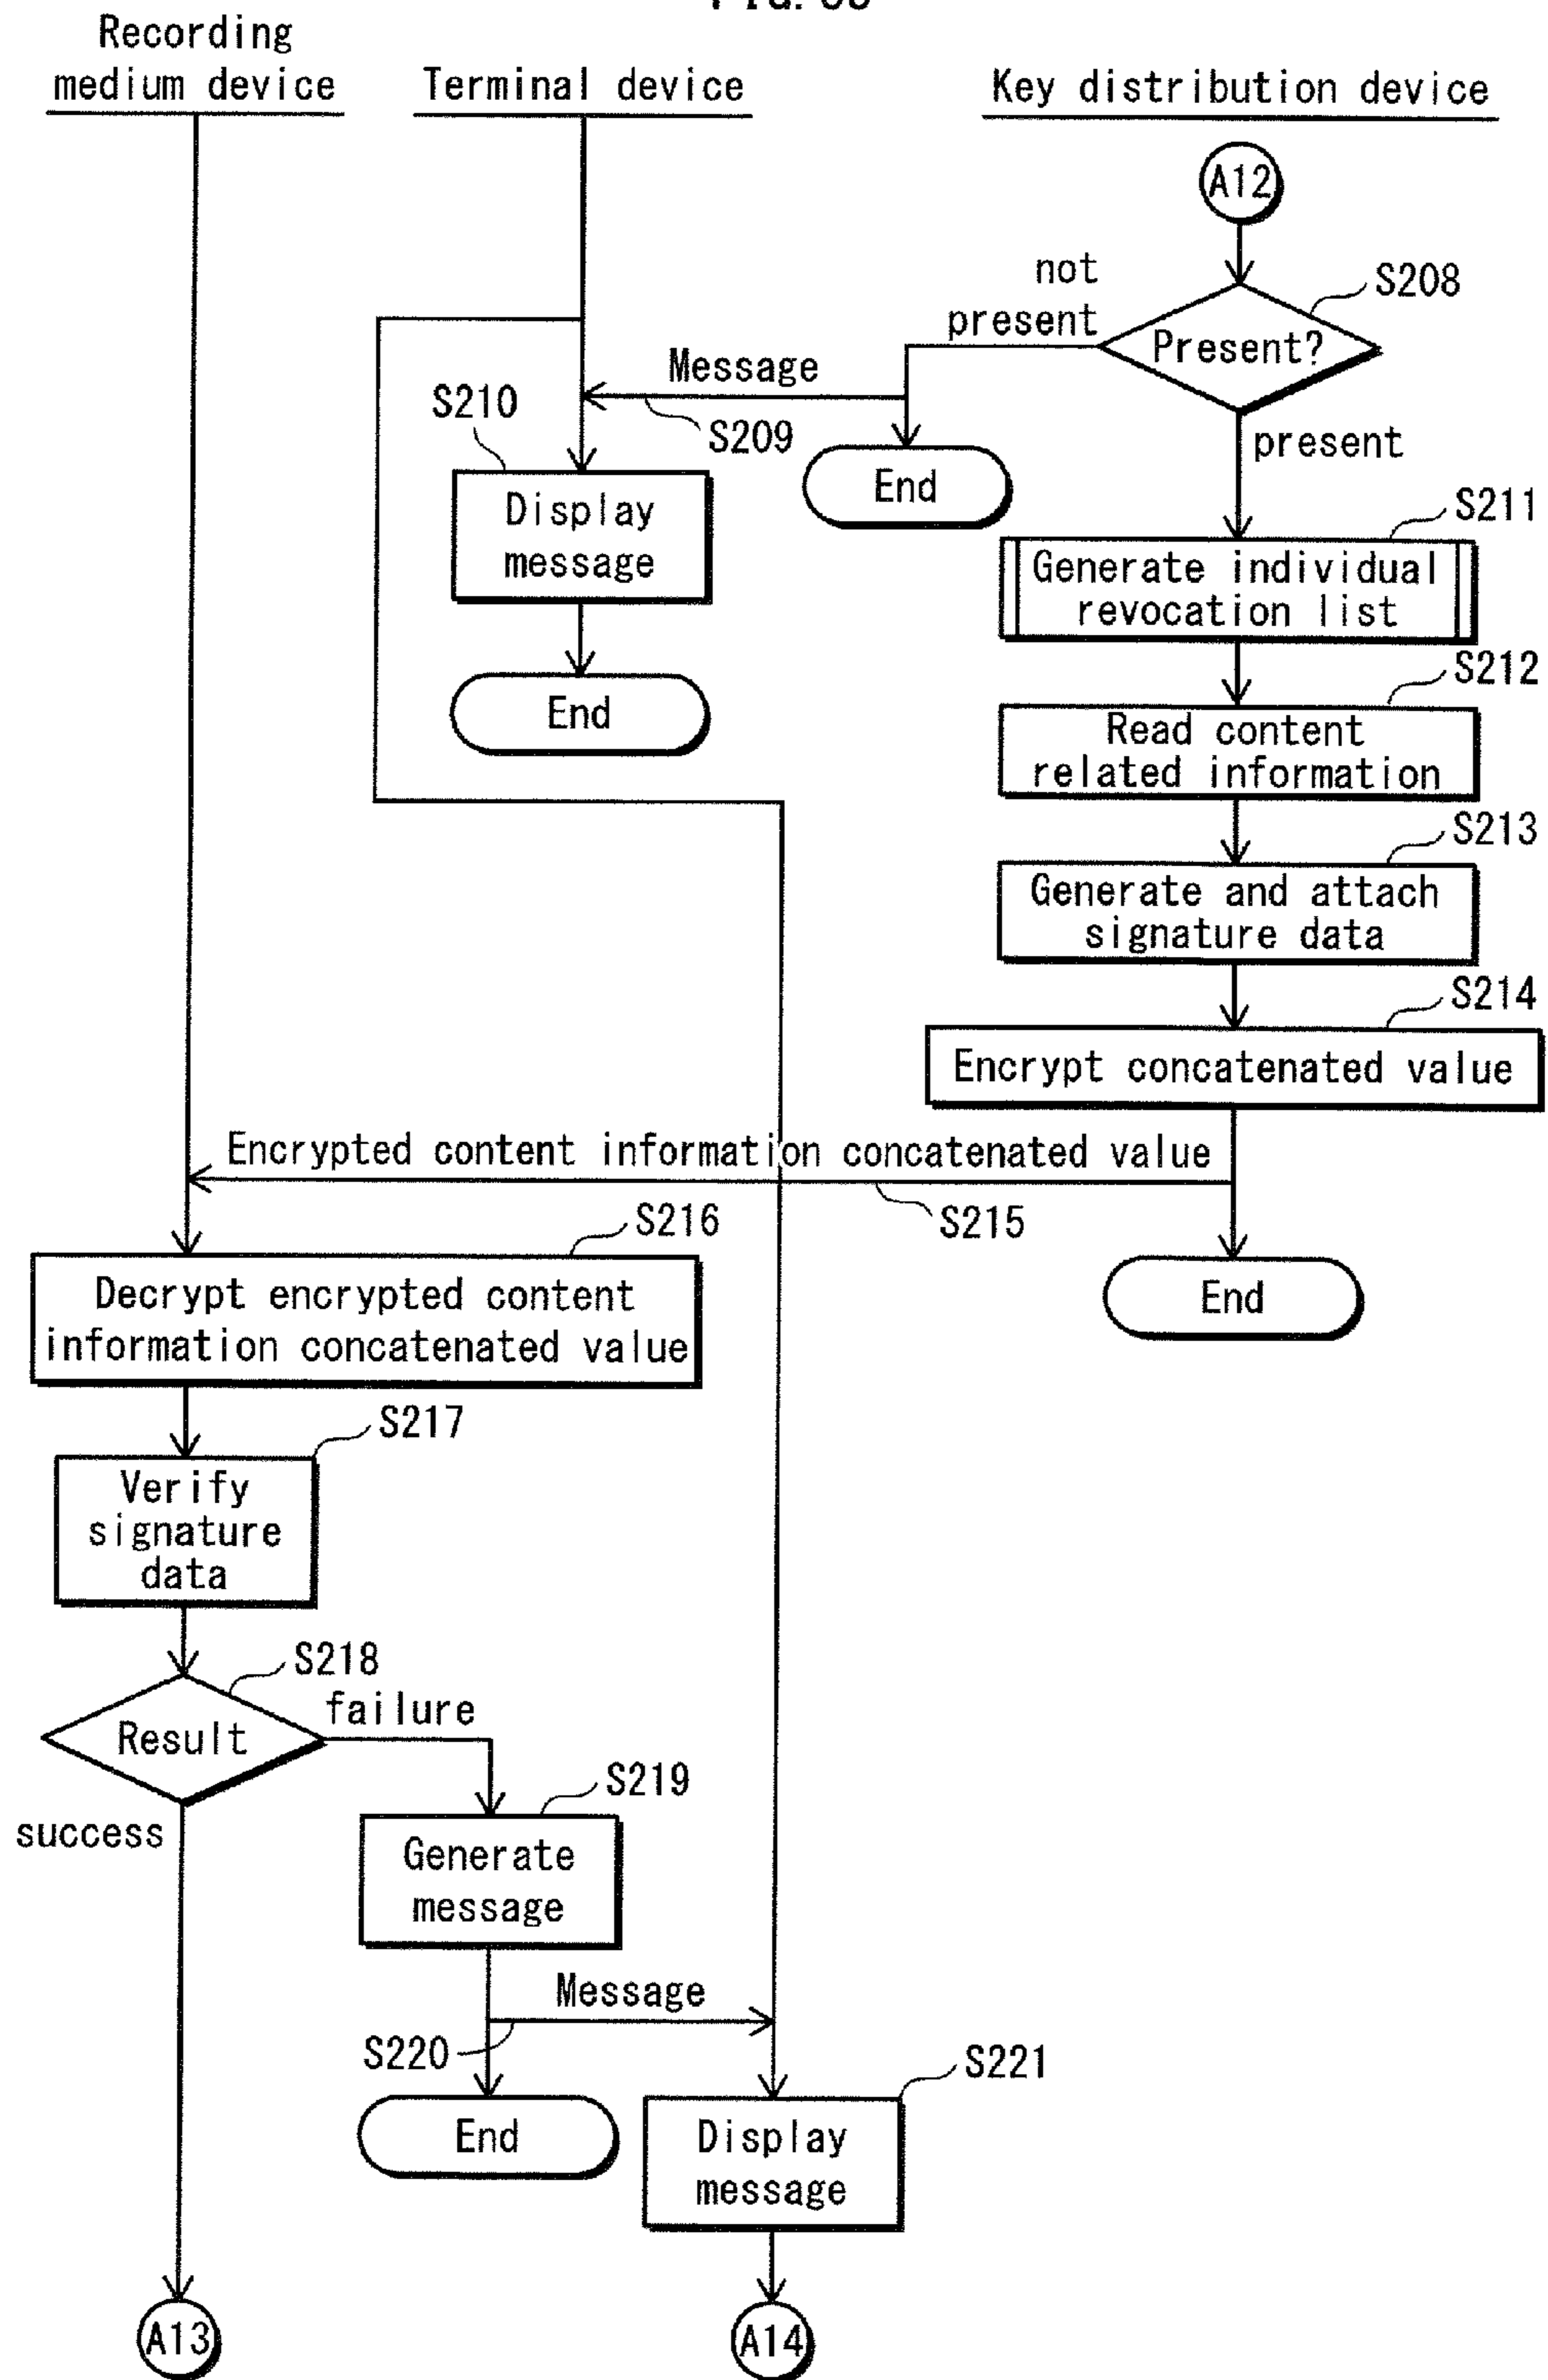 Recording
medium device
Terminal device
Key distribution device
A12
not
present
S208
Present?
Message
S210
S209
present
End
Display
message
S211
Generate individual
revocation list
S212
End
Read content
related information
S213
Generate and attach
signature data
S214
Encrypt concatenated value
Encrypted content information concatenated value
S215
S216
End
Decrypt encrypted content
information concatenated value
S217
Verify
signature
data
S218
failure
Result
S219
success
Generate
message
Message
S220
S221
End
Display
message
A13
A14